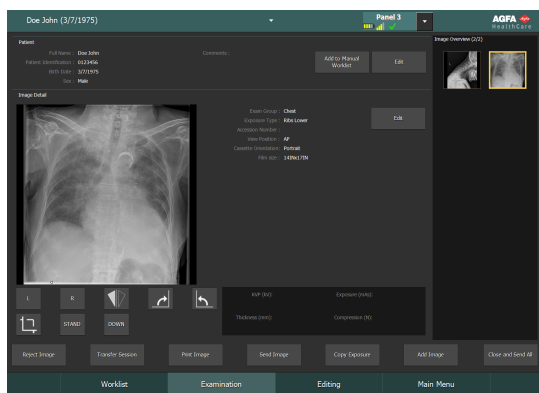 Doe John (3/7/1975)
Panel 3
AGFA
HealthCare
Patient
Full Name : Doe John
Patient Identification : 0123456
Birth Date : 3/7/1975
Sex : Male
Comments :
Add to Manual
Worklist
Edit
Image Overview (2/2)
Image Detail
Exam Group : Chest
Exposure Type : Ribs Lower
Accession Number :
View Position : AP
Cassette Orientation : Portrait
Film size : 14INx17IN
Edit
L
R
STAND
DOWN
KVP (kV):
Exposure (mAs):
Thickness (mm):
Compression (N):
Reject Image
Transfer Session
Print Image
Send Image
Copy Exposure
Add Image
Close and Send All
Worklist
Examination
Editing
Main Menu